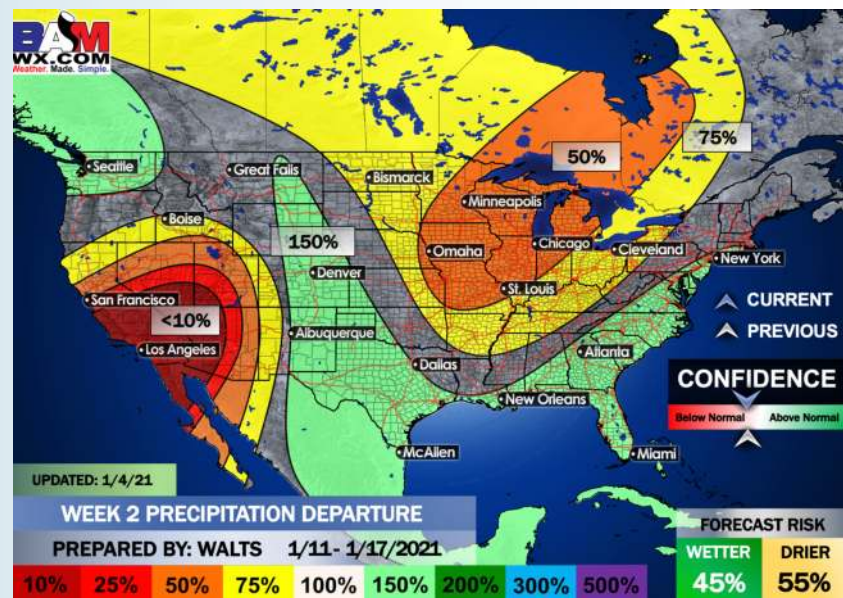 BAM
WX.COM
Weather. Made. Simple.
75%
50%
Seattle
Great Falls
Bismarck
Minneapolis
Boise
150%
Omaha
Chicago
Cleveland
New York
Denver
St. Louis
San Francisco
<10%
CURRENT
PREVIOUS
Albuquerque
Los Angeles
Dallas
Atlanta
CONFIDENCE
Below Normal
Above Normal
New Orleans
McAllen
Miami
UPDATED: 1/4/21
WEEK 2 PRECIPITATION DEPARTURE
PREPARED BY: WALTS 1/11 - 1/17/2021
FORECAST RISK
WETTER
DRIER
45%
55%
10% 25% 50% 75% 100% 150% 200% 300% 500%